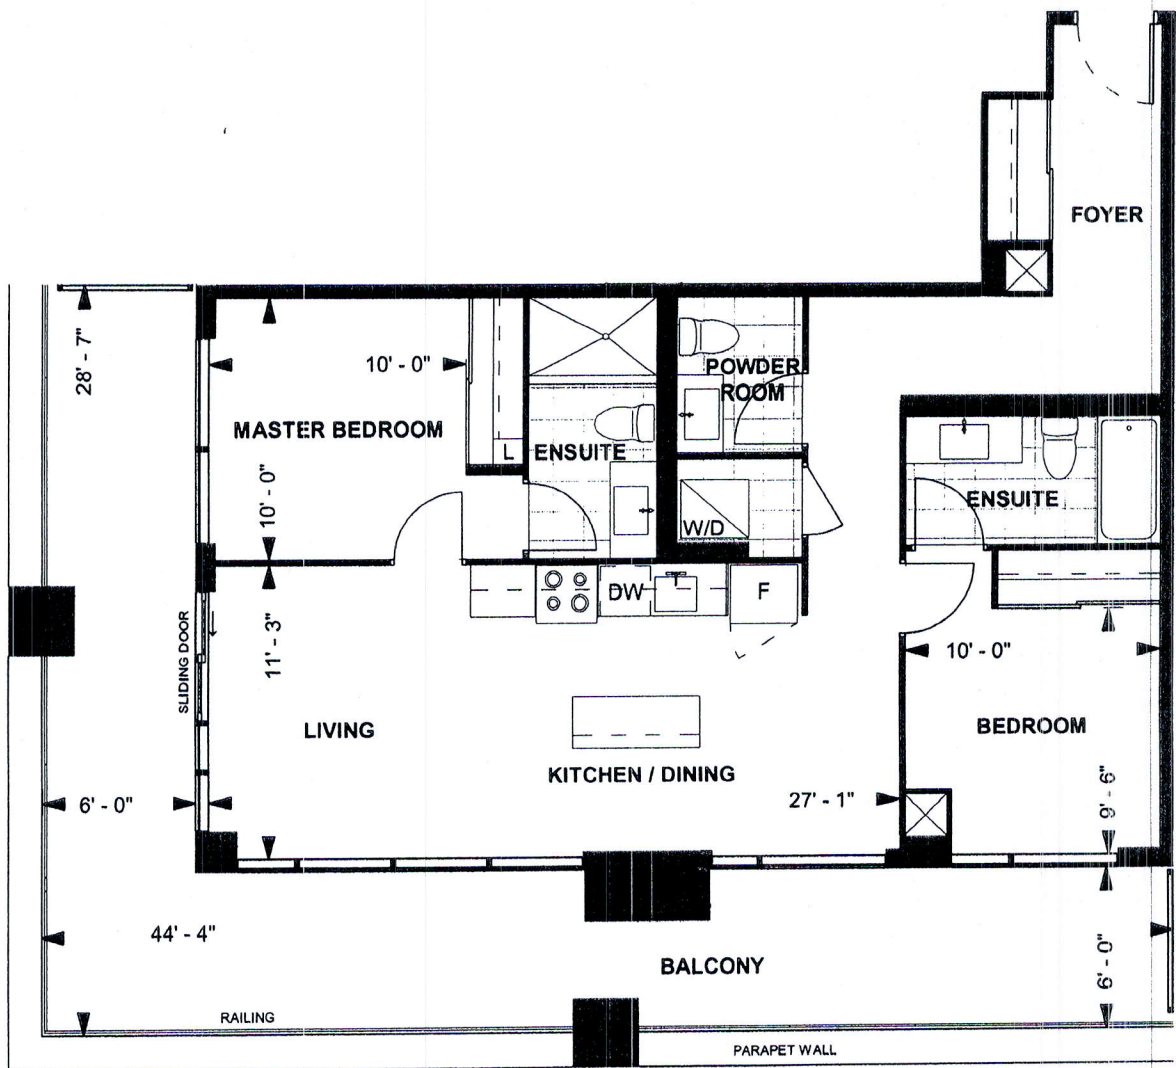 FOYER
28' - 7"
10' - 0"
POWDER
ROOM
MASTER BEDROOM
L
ENSUITE
10' - 0"
W/D
ENSUITE
DW
F
SLIDING DOOR
11' - 3"
10' - 0"
LIVING
BEDROOM
KITCHEN / DINING
6' - 0"
27' - 1"
9' - 6"
44' - 4"
BALCONY
6' - 0"
RAILING
PARAPET WALL